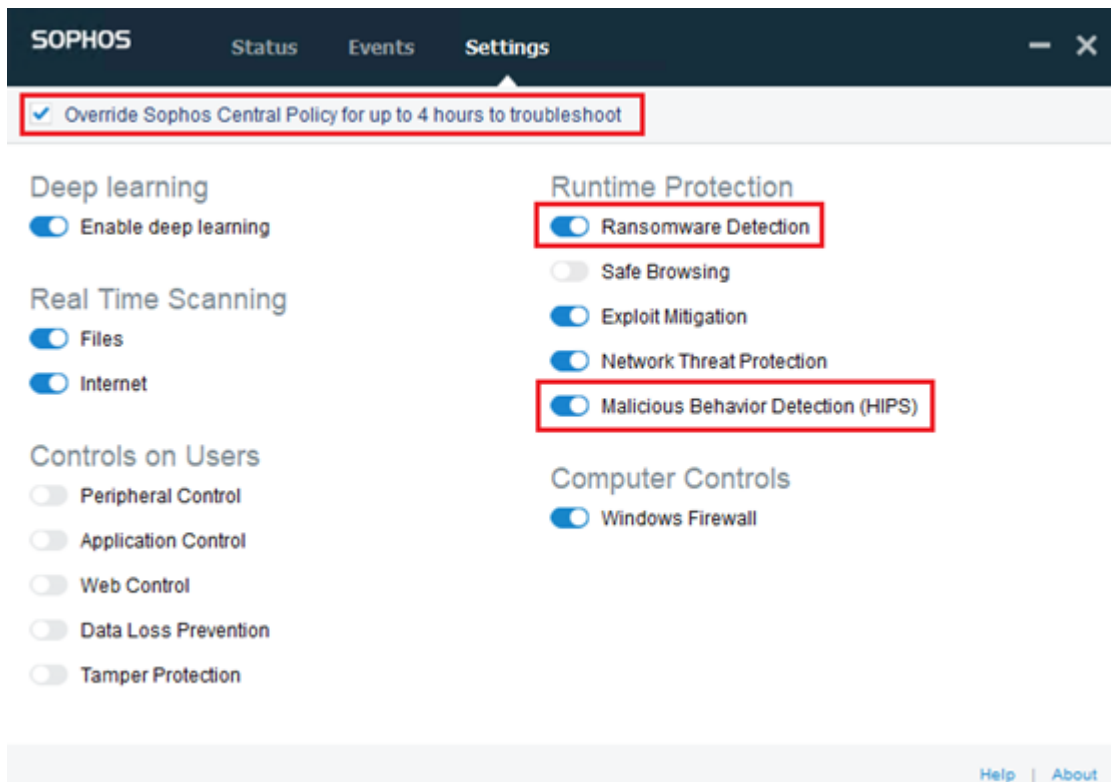 SOPHOS
Status
Events
Settings
Override Sophos Central Policy for up to 4 hours to troubleshoot
Deep learning
Enable deep learning
Real Time Scanning
Files
Internet
Controls on Users
Peripheral Control
Application Control
Web Control
Data Loss Prevention
Tamper Protection
Runtime Protection
Ransomware Detection
Safe Browsing
Exploit Mitigation
Network Threat Protection
Malicious Behavior Detection (HIPS)
Computer Controls
Windows Firewall
Help | About